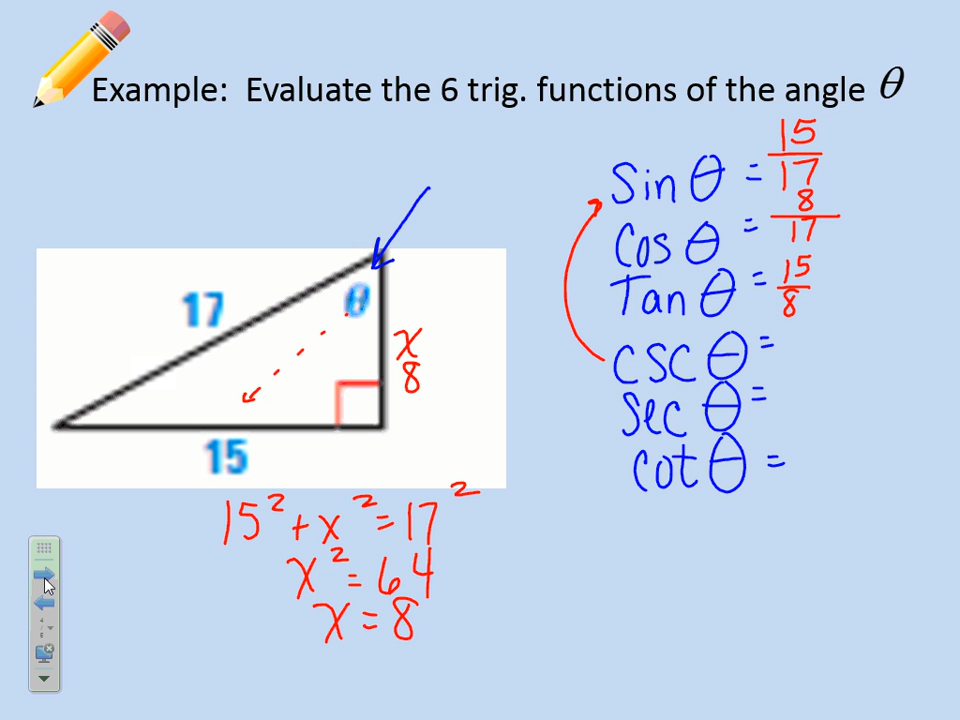 Example: Evaluate the 6 trig. functions of the angle θ
Sin θ = 15/17
Cos θ = 8/17
Tan θ = 15/8
CSC θ =
Sec θ =
cot θ =
17
θ
x
8
15
15² + x² = 17²
x² = 64
x = 8